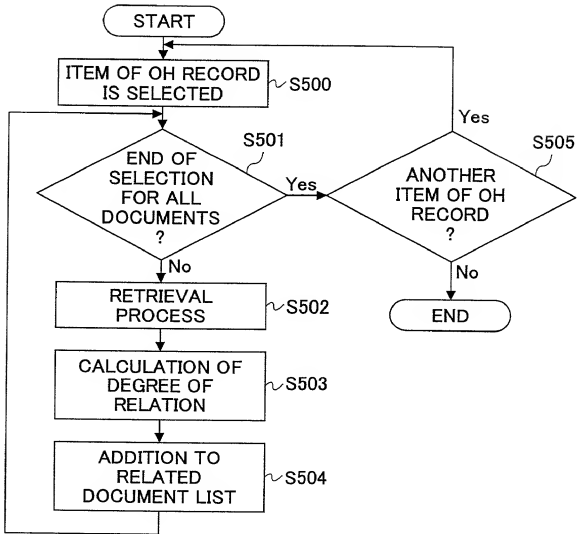 START
ITEM OF OH RECORD
IS SELECTED
S500
END OF
SELECTION
FOR ALL
DOCUMENTS
?
S501
Yes
No
RETRIEVAL
PROCESS
S502
CALCULATION OF
DEGREE OF
RELATION
S503
ADDITION TO
RELATED
DOCUMENT LIST
S504
Yes
S505
ANOTHER
ITEM OF OH
RECORD
?
No
END